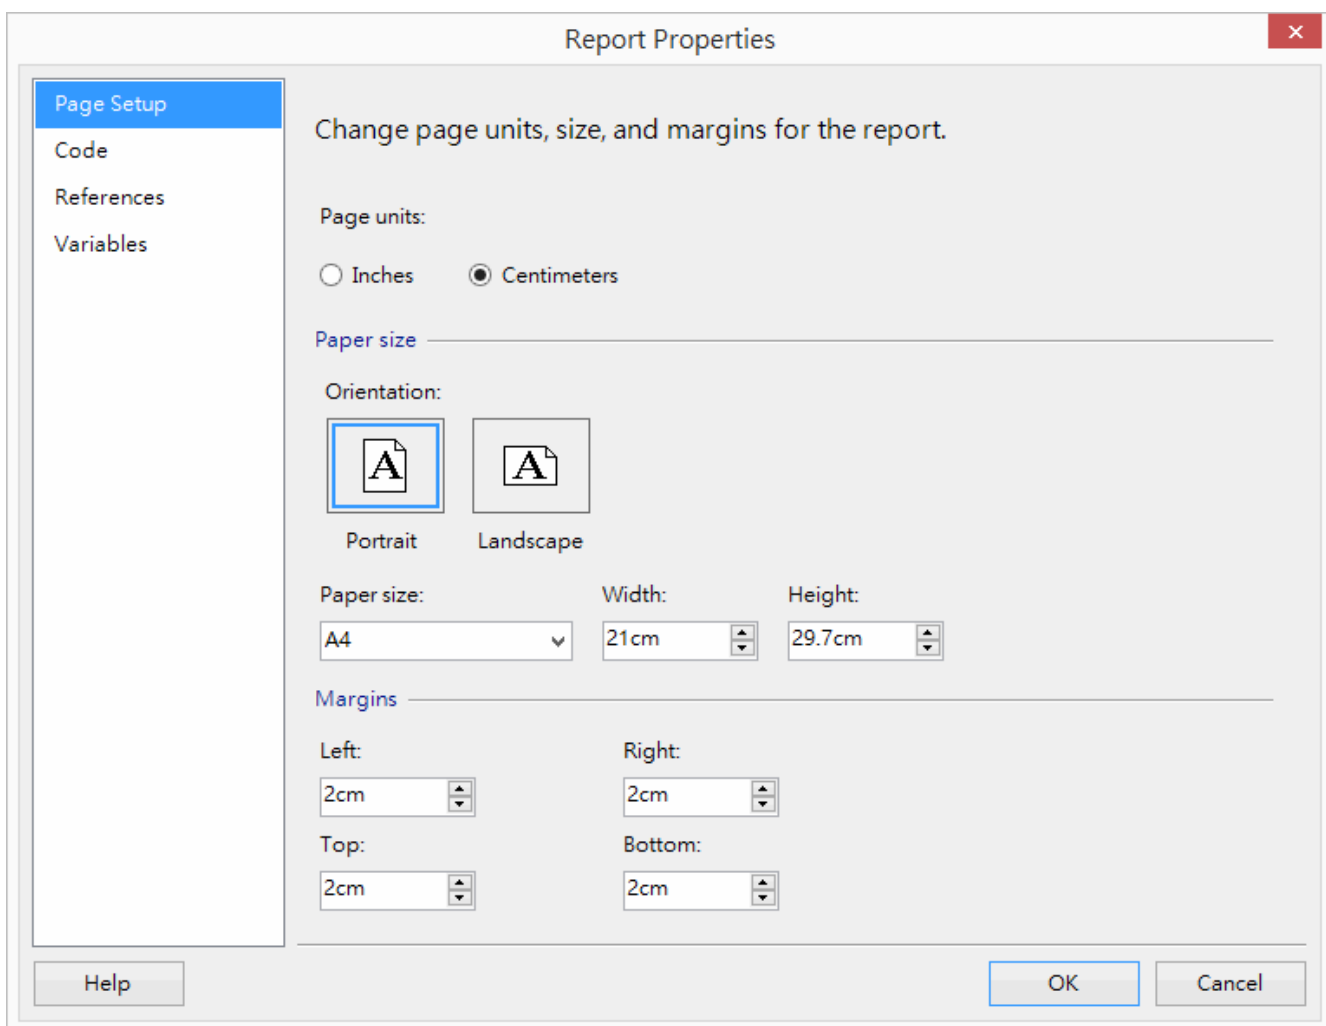 Report Properties
Page Setup
Code
References
Variables
Change page units, size, and margins for the report.
Page units:
Inches Centimeters
Paper size
Orientation:
A A
Portrait Landscape
Paper size: Width: Height:
A4 21cm 29.7cm
Margins
Left: Right:
2cm 2cm
Top: Bottom:
2cm 2cm
Help OK Cancel